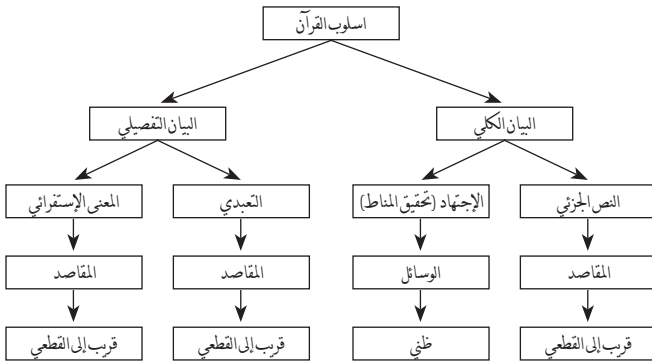 اسلوب القرآن
البيان الكلي
البيان التفصيلي
النص الجزئي
الإجتهاد (تحقيق المناط)
التعبدي
المعنى الإستقرائي
المقاصد
الوسائل
المقاصد
المقاصد
قريب إلى القطعي
ظني
قريب إلى القطعي
قريب إلى القطعي